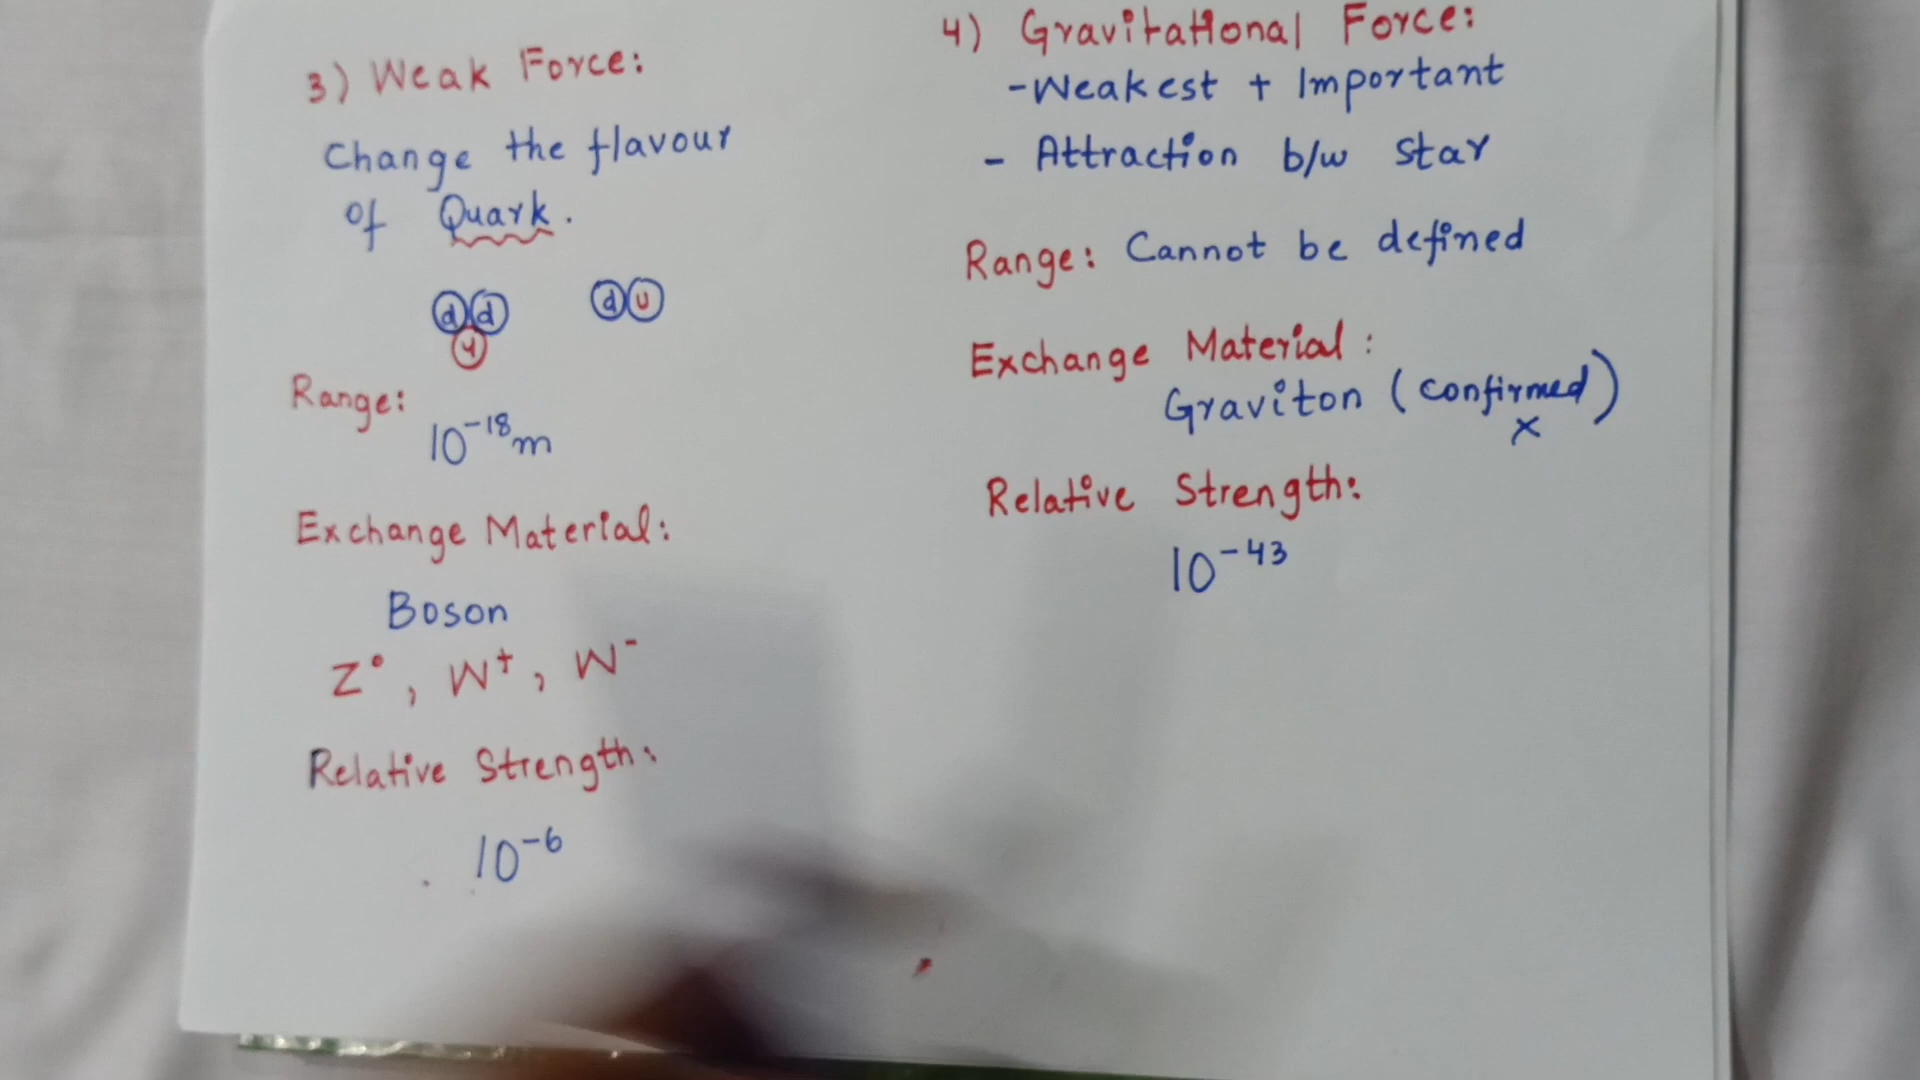 3) Weak Force:
Change the flavour
of Quark.
d d d u
u
Range:
10⁻¹⁸m
Exchange Material:
Boson
Z°, W⁺, W⁻
Relative Strength:
10⁻⁶
4) Gravitational Force:
-Weakest + Important
- Attraction b/w star
Range: Cannot be defined
Exchange Material:
Graviton (confirmed)
x
Relative Strength:
10⁻⁴³